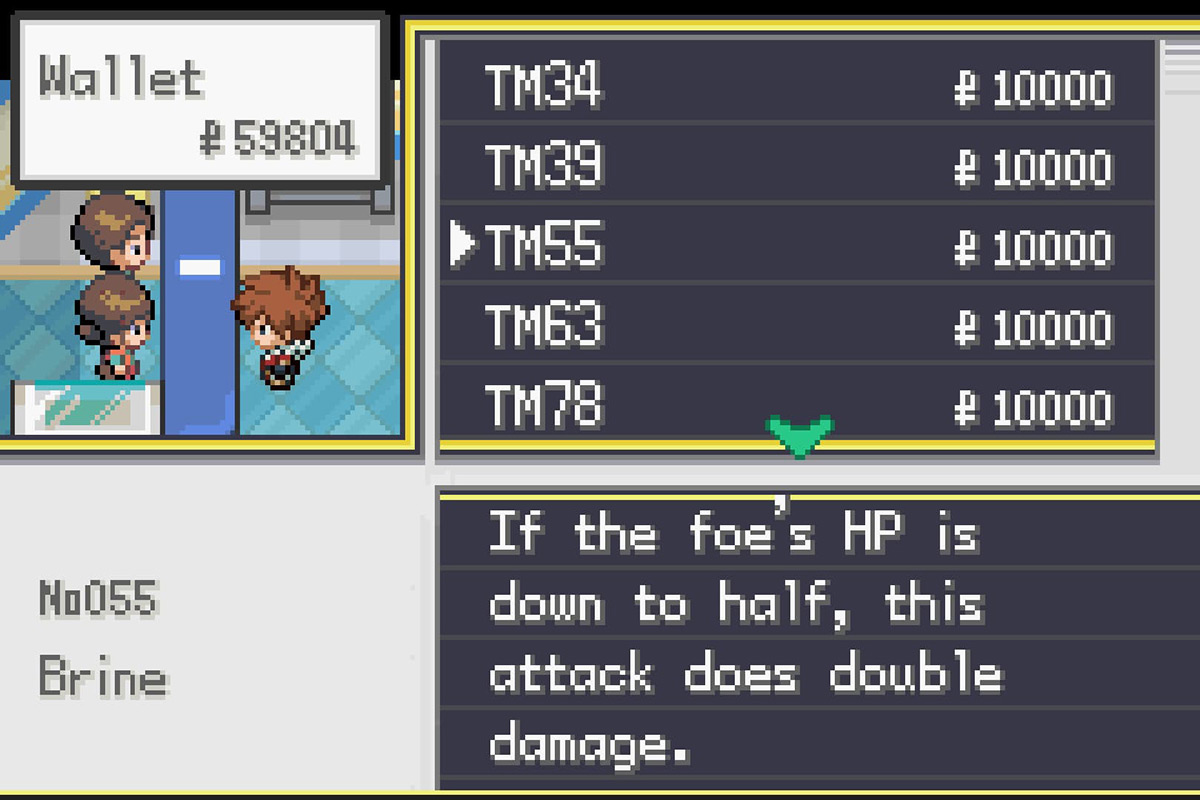 Wallet
₽ 59804
TM34 ₽ 10000
TM39 ₽ 10000
TM55 ₽ 10000
TM63 ₽ 10000
TM78 ₽ 10000
No055
Brine
If the foe's HP is
down to half, this
attack does double
damage.